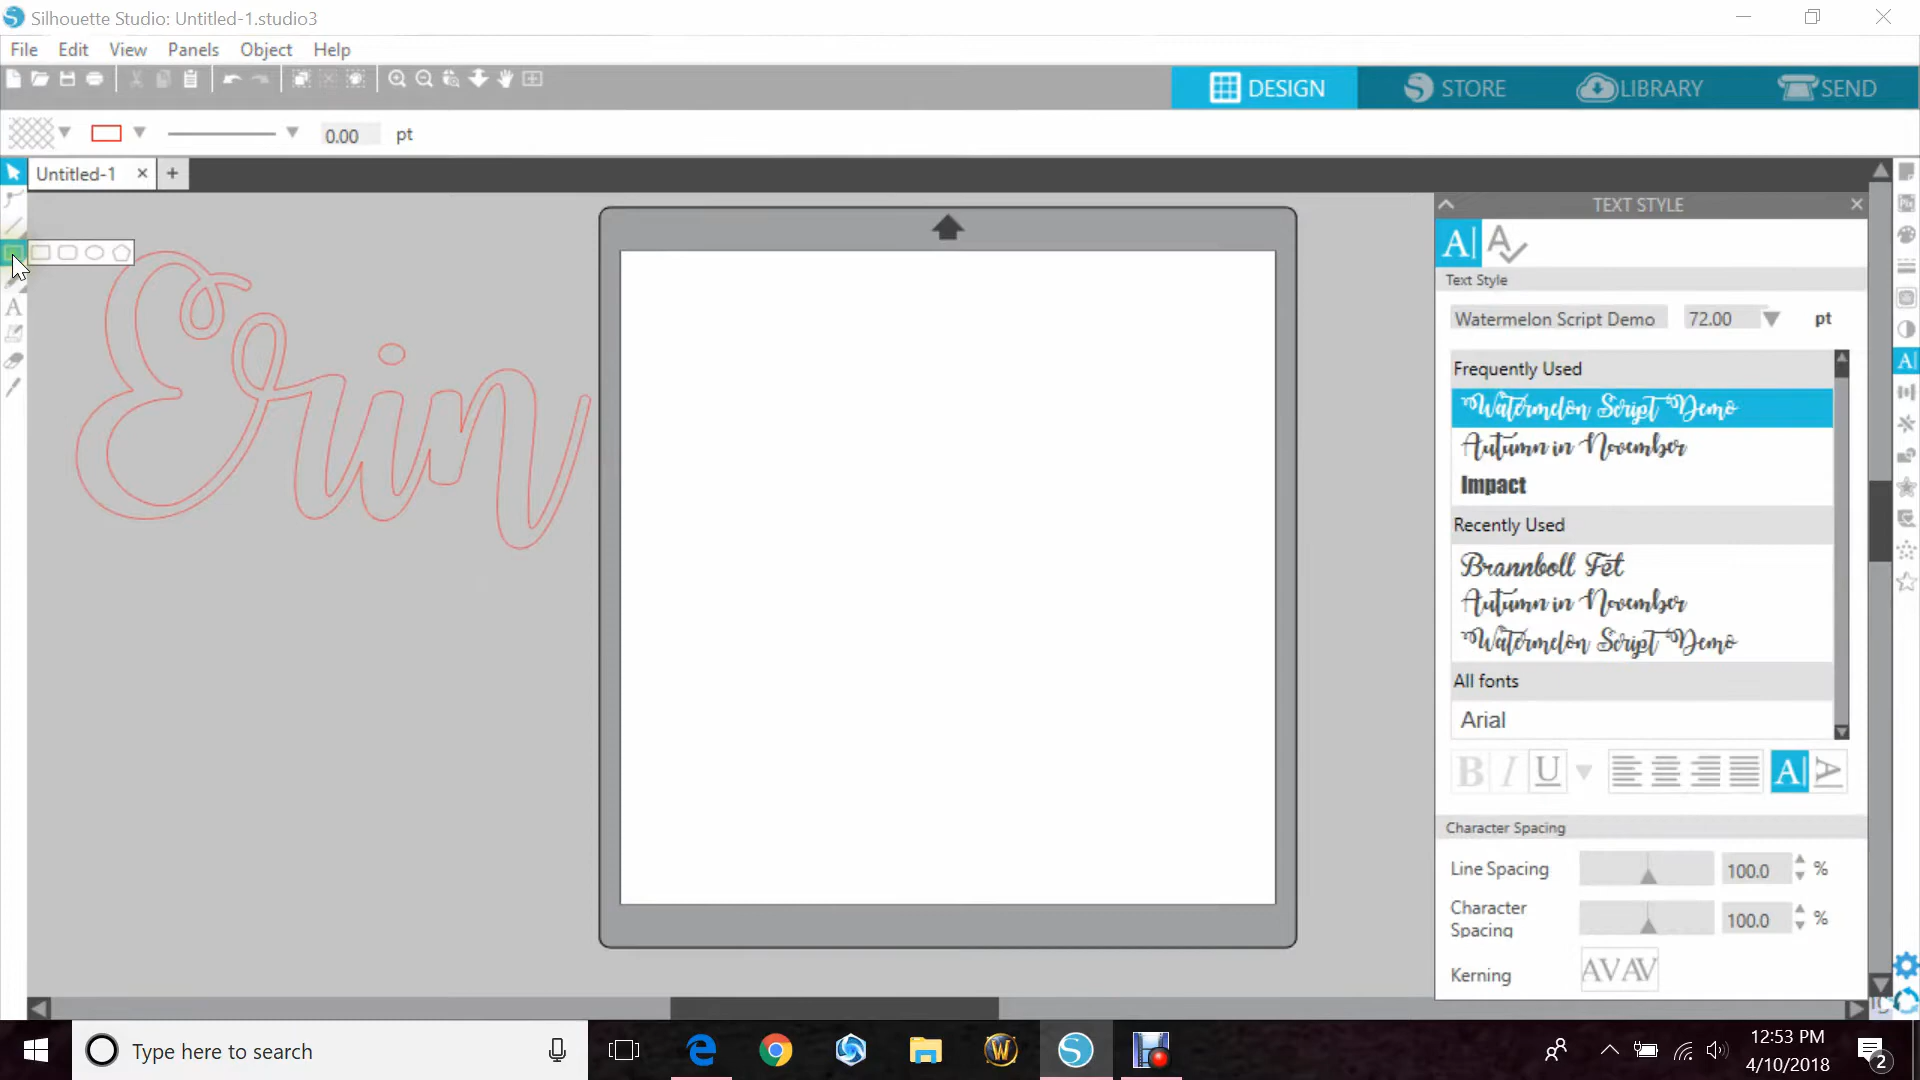 Silhouette Studio: Untitled-1.studio3
File Edit View Panels Object Help
DESIGN STORE LIBRARY SEND
0.00 pt
Untitled-1
Erin
TEXT STYLE
Text Style
Watermelon Script Demo 72.00 pt
Frequently Used
Watermelon Script Demo
Autumn in November
Impact
Recently Used
Brannboll Fet
Autumn in November
Watermelon Script Demo
All fonts
Arial
B I U A A
Character Spacing
Line Spacing 100.0 %
Character
Spacing 100.0 %
Kerning AV AV
Type here to search
12:53 PM
4/10/2018
2